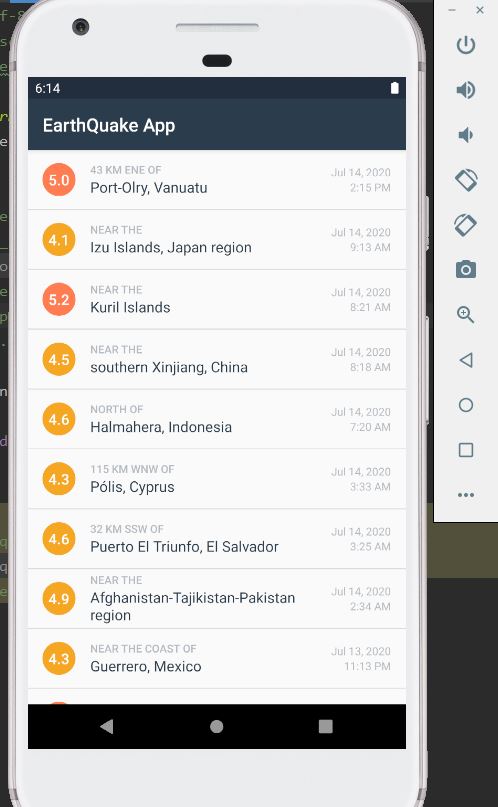 6:14
EarthQuake App
5.0
43 KM ENE OF
Port-Olry, Vanuatu
Jul 14, 2020
2:15 PM
4.1
NEAR THE
Izu Islands, Japan region
Jul 14, 2020
9:13 AM
5.2
NEAR THE
Kuril Islands
Jul 14, 2020
8:21 AM
4.5
NEAR THE
southern Xinjiang, China
Jul 14, 2020
8:18 AM
4.6
NORTH OF
Halmahera, Indonesia
Jul 14, 2020
7:20 AM
4.3
115 KM WNW OF
Pólis, Cyprus
Jul 14, 2020
3:33 AM
4.6
32 KM SSW OF
Puerto El Triunfo, El Salvador
Jul 14, 2020
3:25 AM
4.9
NEAR THE
Afghanistan-Tajikistan-Pakistan
region
Jul 14, 2020
2:34 AM
4.3
NEAR THE COAST OF
Guerrero, Mexico
Jul 13, 2020
11:13 PM